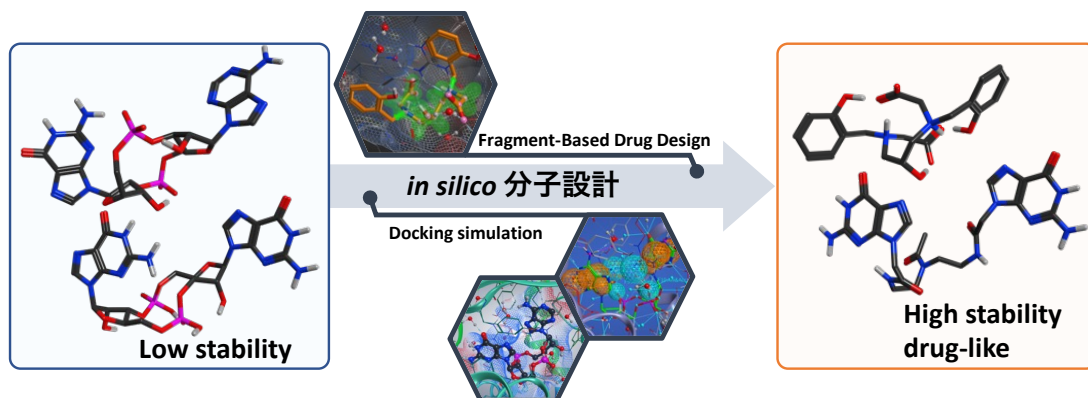 Fragment-Based Drug Design
in silico 分子設計
Docking simulation
Low stability
High stability
drug-like